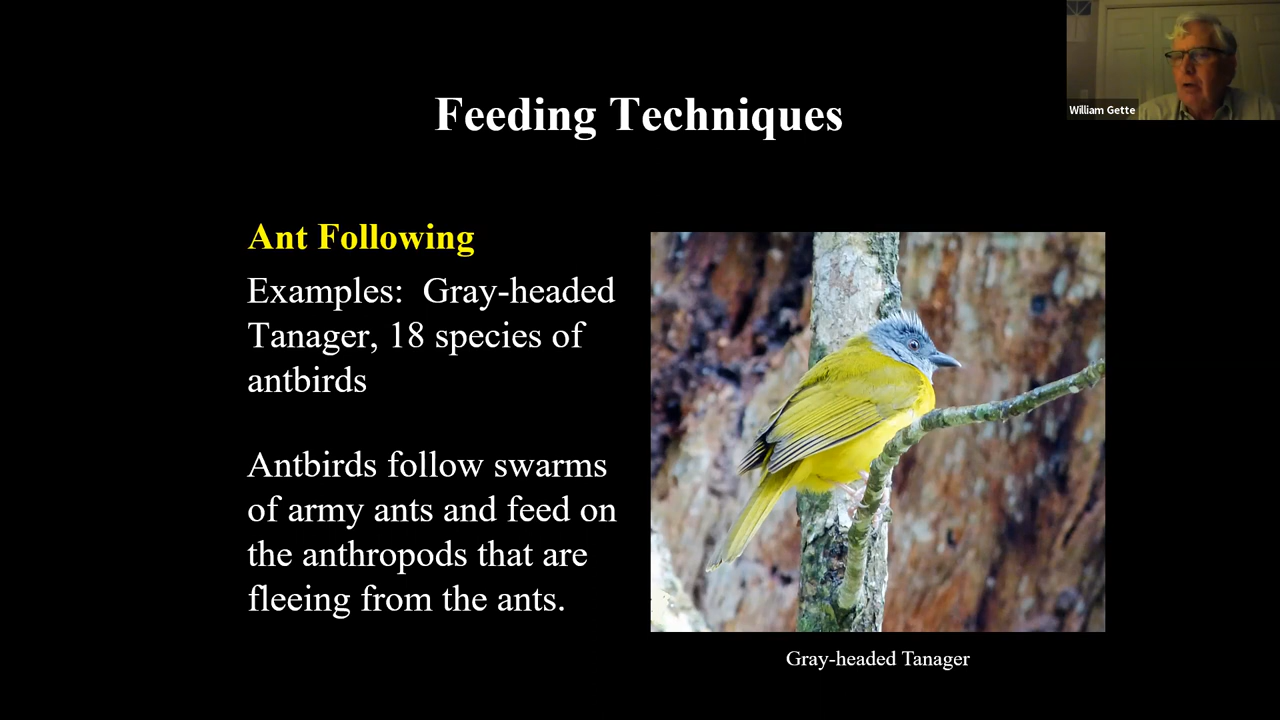 William Gette
Feeding Techniques
Ant Following
Examples:  Gray-headed
Tanager, 18 species of
antbirds
Antbirds follow swarms
of army ants and feed on
the anthropods that are
fleeing from the ants.
Gray-headed Tanager